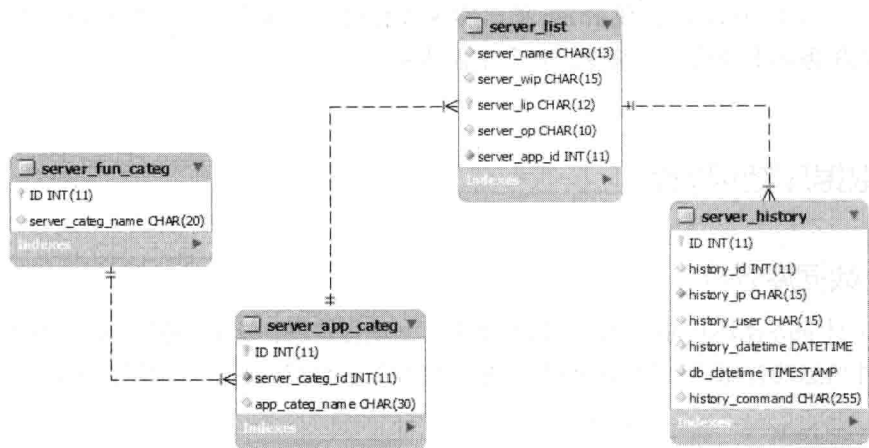 server_list
server_name CHAR(13)
server_wip CHAR(15)
server_lip CHAR(12)
server_op CHAR(10)
server_app_id INT(11)
Indexes
server_fun_categ
ID INT(11)
server_categ_name CHAR(20)
Indexes
server_history
ID INT(11)
history_id INT(11)
history_ip CHAR(15)
history_user CHAR(15)
history_datetime DATETIME
db_datetime TIMESTAMP
history_command CHAR(255)
Indexes
server_app_categ
ID INT(11)
server_categ_id INT(11)
app_categ_name CHAR(30)
Indexes